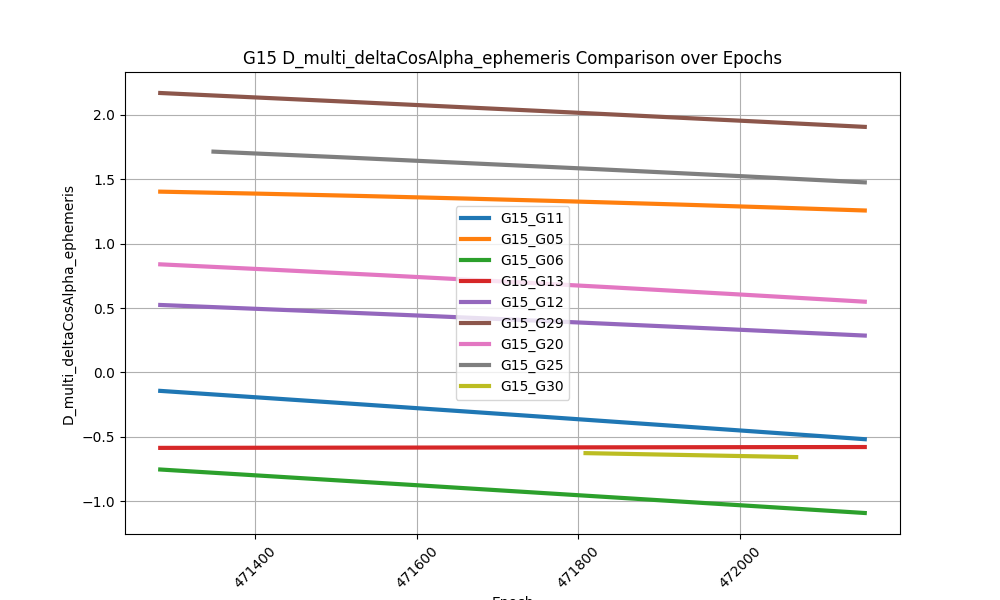 G15 D_multi_deltaCosAlpha_ephemeris Comparison over Epochs
D_multi_deltaCosAlpha_ephemeris
2.0
1.5
1.0
0.5
0.0
−0.5
−1.0
G15_G11
G15_G05
G15_G06
G15_G13
G15_G12
G15_G29
G15_G20
G15_G25
G15_G30
471400
471600
471800
472000
Epoch